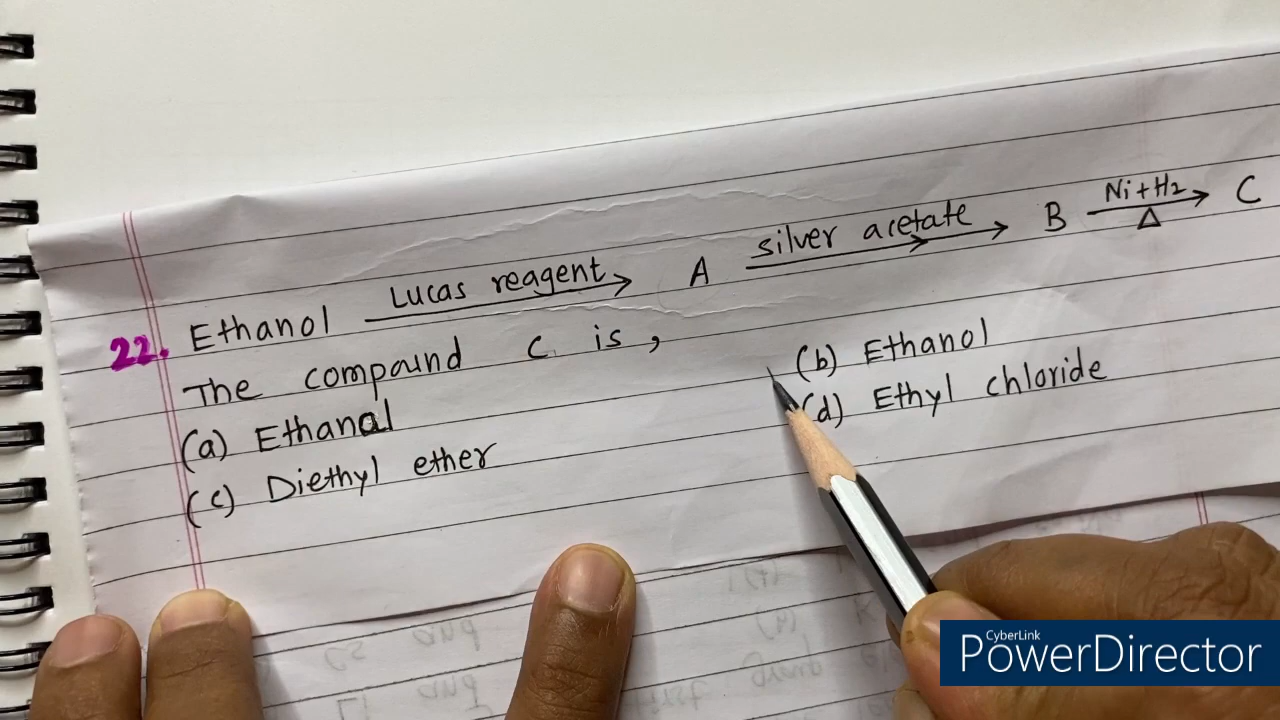 22. Ethanol Lucas reagent → A silver acetate → B Ni+H2 Δ → C
The compound C is,
(a) Ethanal (b) Ethanol
(c) Diethyl ether (d) Ethyl chloride
CyberLink
PowerDirector